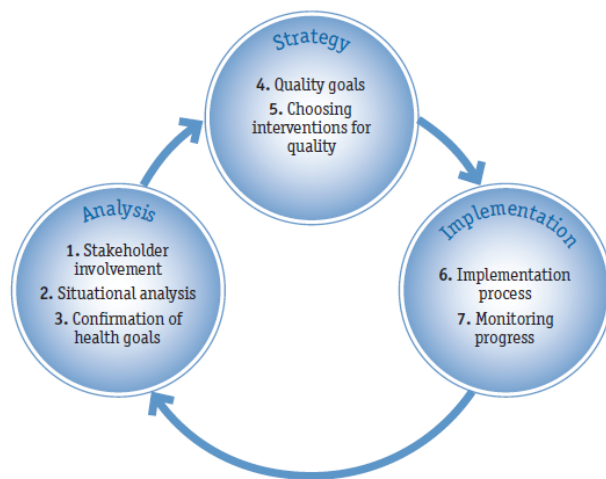 Strategy
4. Quality goals
5. Choosing
interventions for
quality
Analysis
1. Stakeholder
involvement
2. Situational analysis
3. Confirmation of
health goals
Implementation
6. Implementation
process
7. Monitoring
progress